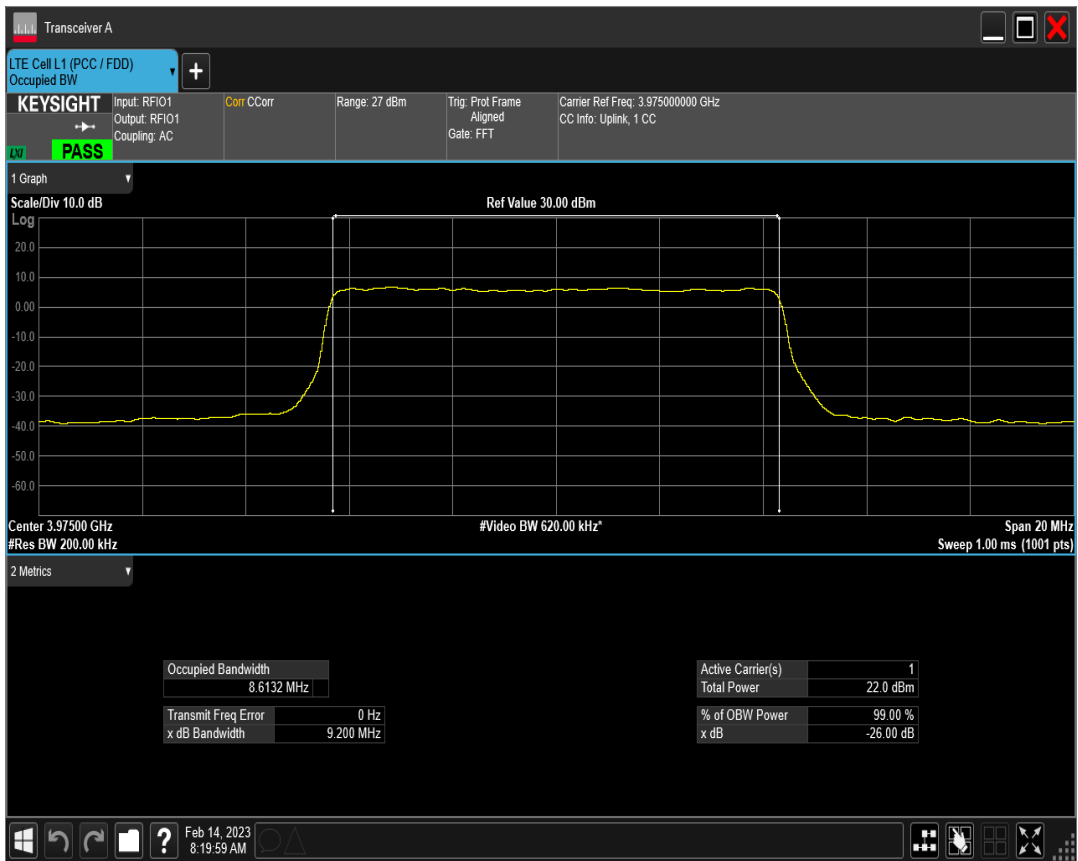 Transceiver A
LTE Cell L1 (PCC / FDD)
Occupied BW
+
KEYSIGHT
LXI
PASS
Input: RFIO1
Output: RFIO1
Coupling: AC
Corr CCorr
Range: 27 dBm
Trig: Prot Frame
Aligned
Gate: FFT
Carrier Ref Freq: 3.975000000 GHz
CC Info: Uplink, 1 CC
1 Graph
Scale/Div 10.0 dB
Ref Value 30.00 dBm
Log
20.0
10.0
0.00
-10.0
-20.0
-30.0
-40.0
-50.0
-60.0
Center 3.97500 GHz
#Video BW 620.00 kHz*
Span 20 MHz
#Res BW 200.00 kHz
Sweep 1.00 ms (1001 pts)
2 Metrics
Occupied Bandwidth
8.6132 MHz
Transmit Freq Error 0 Hz
x dB Bandwidth 9.200 MHz
Active Carrier(s) 1
Total Power 22.0 dBm
% of OBW Power 99.00 %
x dB -26.00 dB
?
Feb 14, 2023
8:19:59 AM